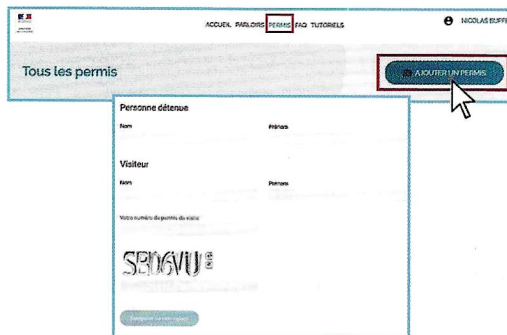 ACCUEIL PARLOIRS PERMIS FAQ TUTORIELS
NICOLAS BUFFE
Tous les permis
AJOUTER UN PERMIS
Personne détenue
Nom Prénom
Visiteur
Nom Prénom
Votre numéro de permis de visite